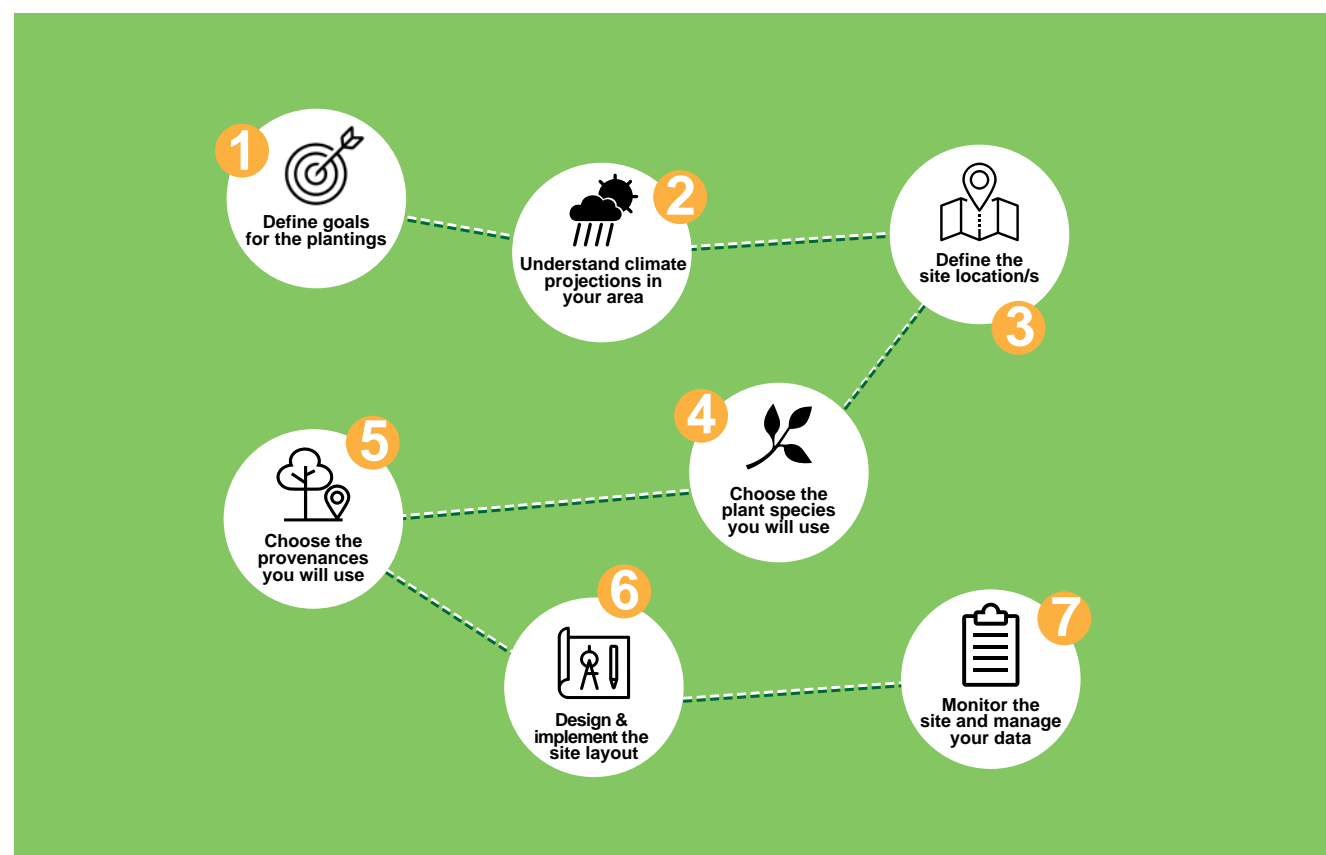 1
Define goals
for the plantings
2
Understand climate
projections in
your area
3
Define the
site location/s
4
Choose the
plant species
you will use
5
Choose the
provenances
you will use
6
Design &
implement the
site layout
7
Monitor the
site and manage
your data